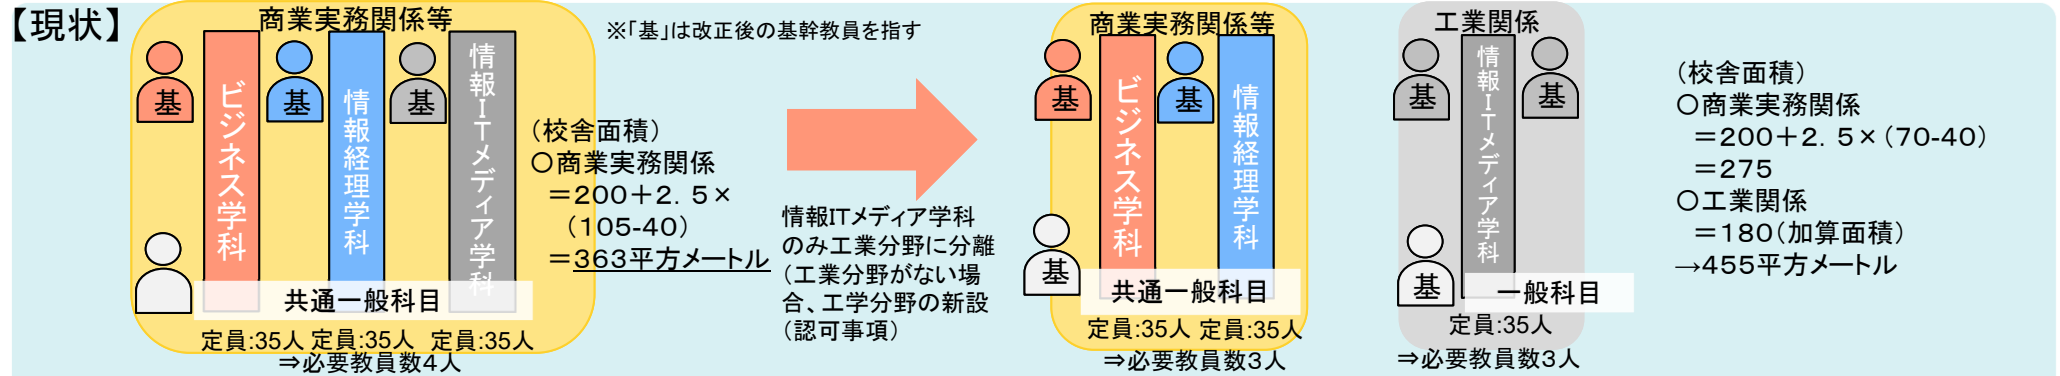 【現状】
商業実務関係等
※「基」は改正後の基幹教員を指す
基
ビジネス学科
基
情報経理学科
基
情報ITメディア学科
共通一般科目
定員:35人 定員:35人 定員:35人
⇒必要教員数4人
(校舎面積)
○商業実務関係
=200+2.5×
(105-40)
=363平方メートル
情報ITメディア学科
のみ工業分野に分離
(工業分野がない場
合、工学分野の新設
(認可事項)
商業実務関係等
基
ビジネス学科
基
情報経理学科
基
共通一般科目
定員:35人 定員:35人
⇒必要教員数3人
工業関係
基
情報ITメディア学科
基
基
一般科目
定員:35人
⇒必要教員数3人
(校舎面積)
○商業実務関係
=200+2.5×(70-40)
=275
○工業関係
=180(加算面積)
→455平方メートル